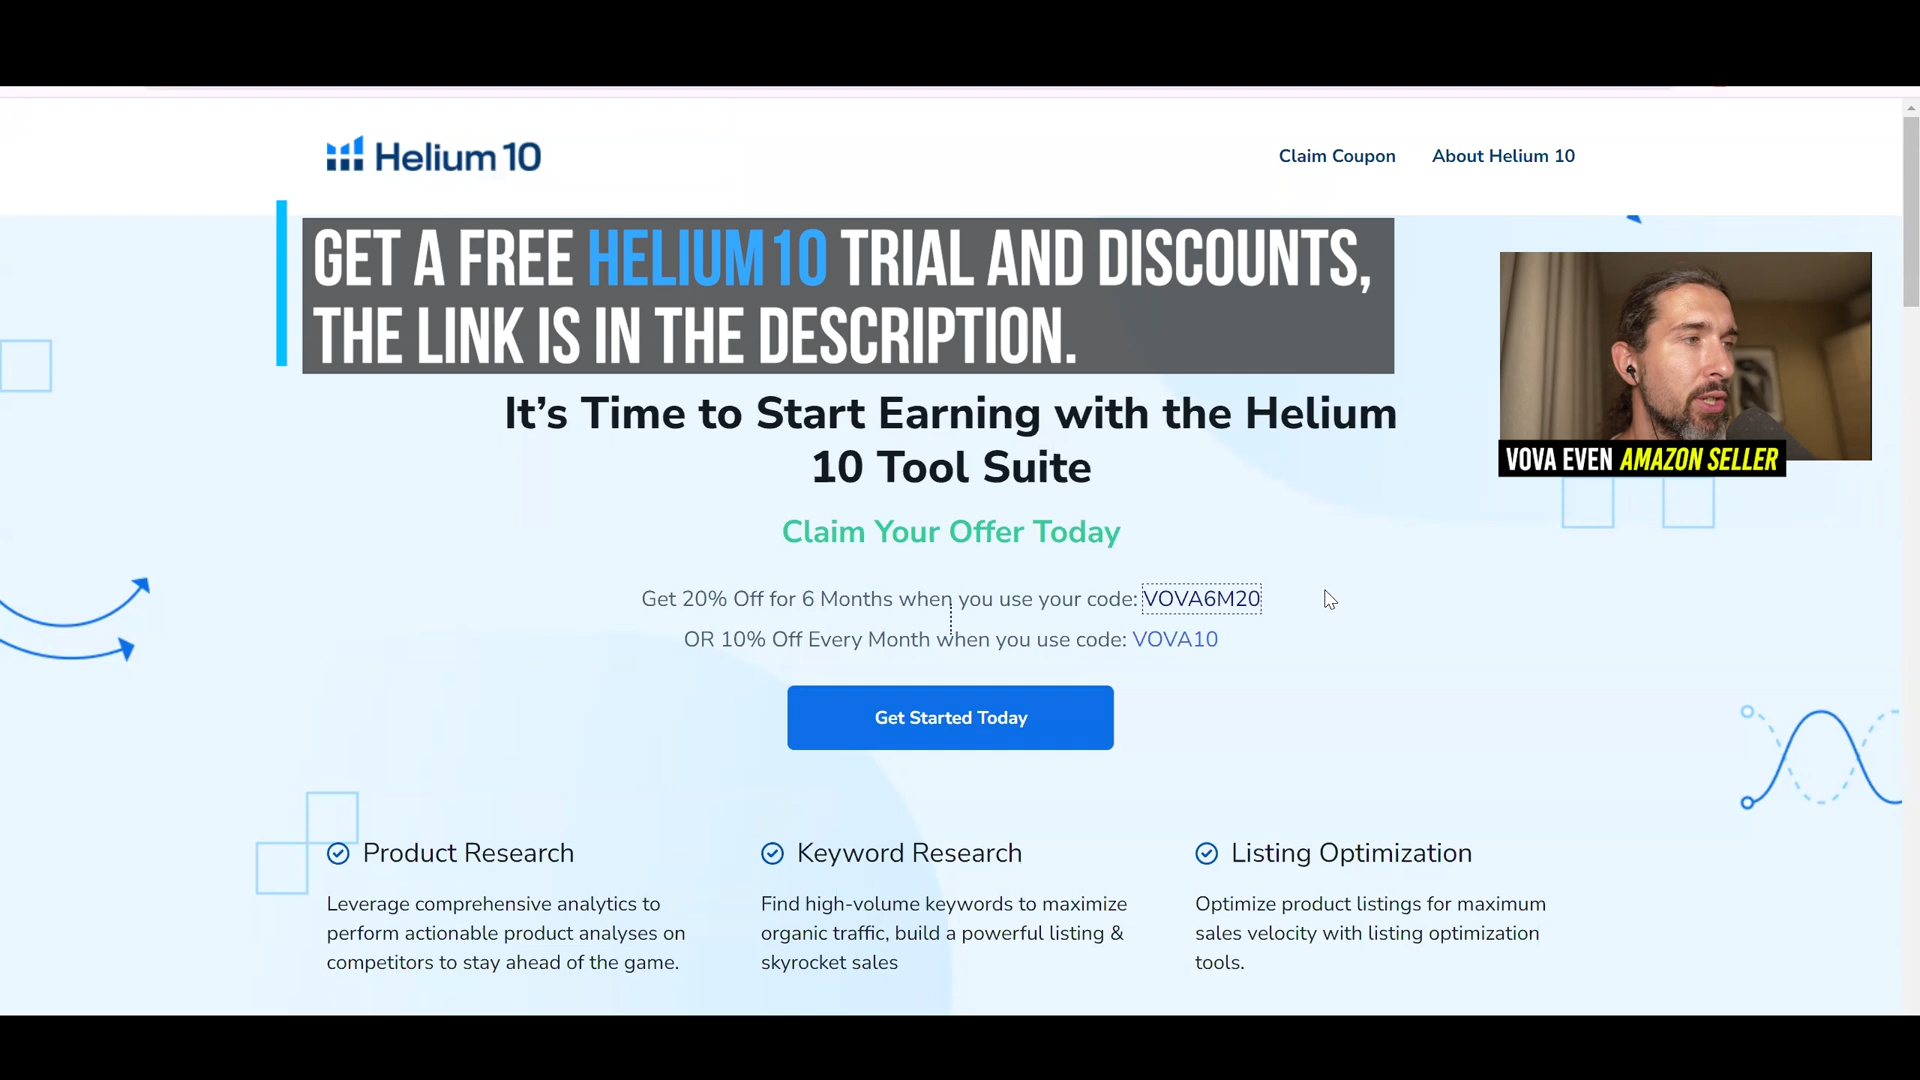 Helium 10
Claim Coupon
About Helium 10
GET A FREE HELIUM 10 TRIAL AND DISCOUNTS,
THE LINK IS IN THE DESCRIPTION.
It’s Time to Start Earning with the Helium
10 Tool Suite
VOVA EVEN AMAZON SELLER
Claim Your Offer Today
Get 20% Off for 6 Months when you use your code: VOVA6M20
OR 10% Off Every Month when you use code: VOVA10
Get Started Today
Product Research
Leverage comprehensive analytics to
perform actionable product analyses on
competitors to stay ahead of the game.
Keyword Research
Find high-volume keywords to maximize
organic traffic, build a powerful listing &
skyrocket sales
Listing Optimization
Optimize product listings for maximum
sales velocity with listing optimization
tools.